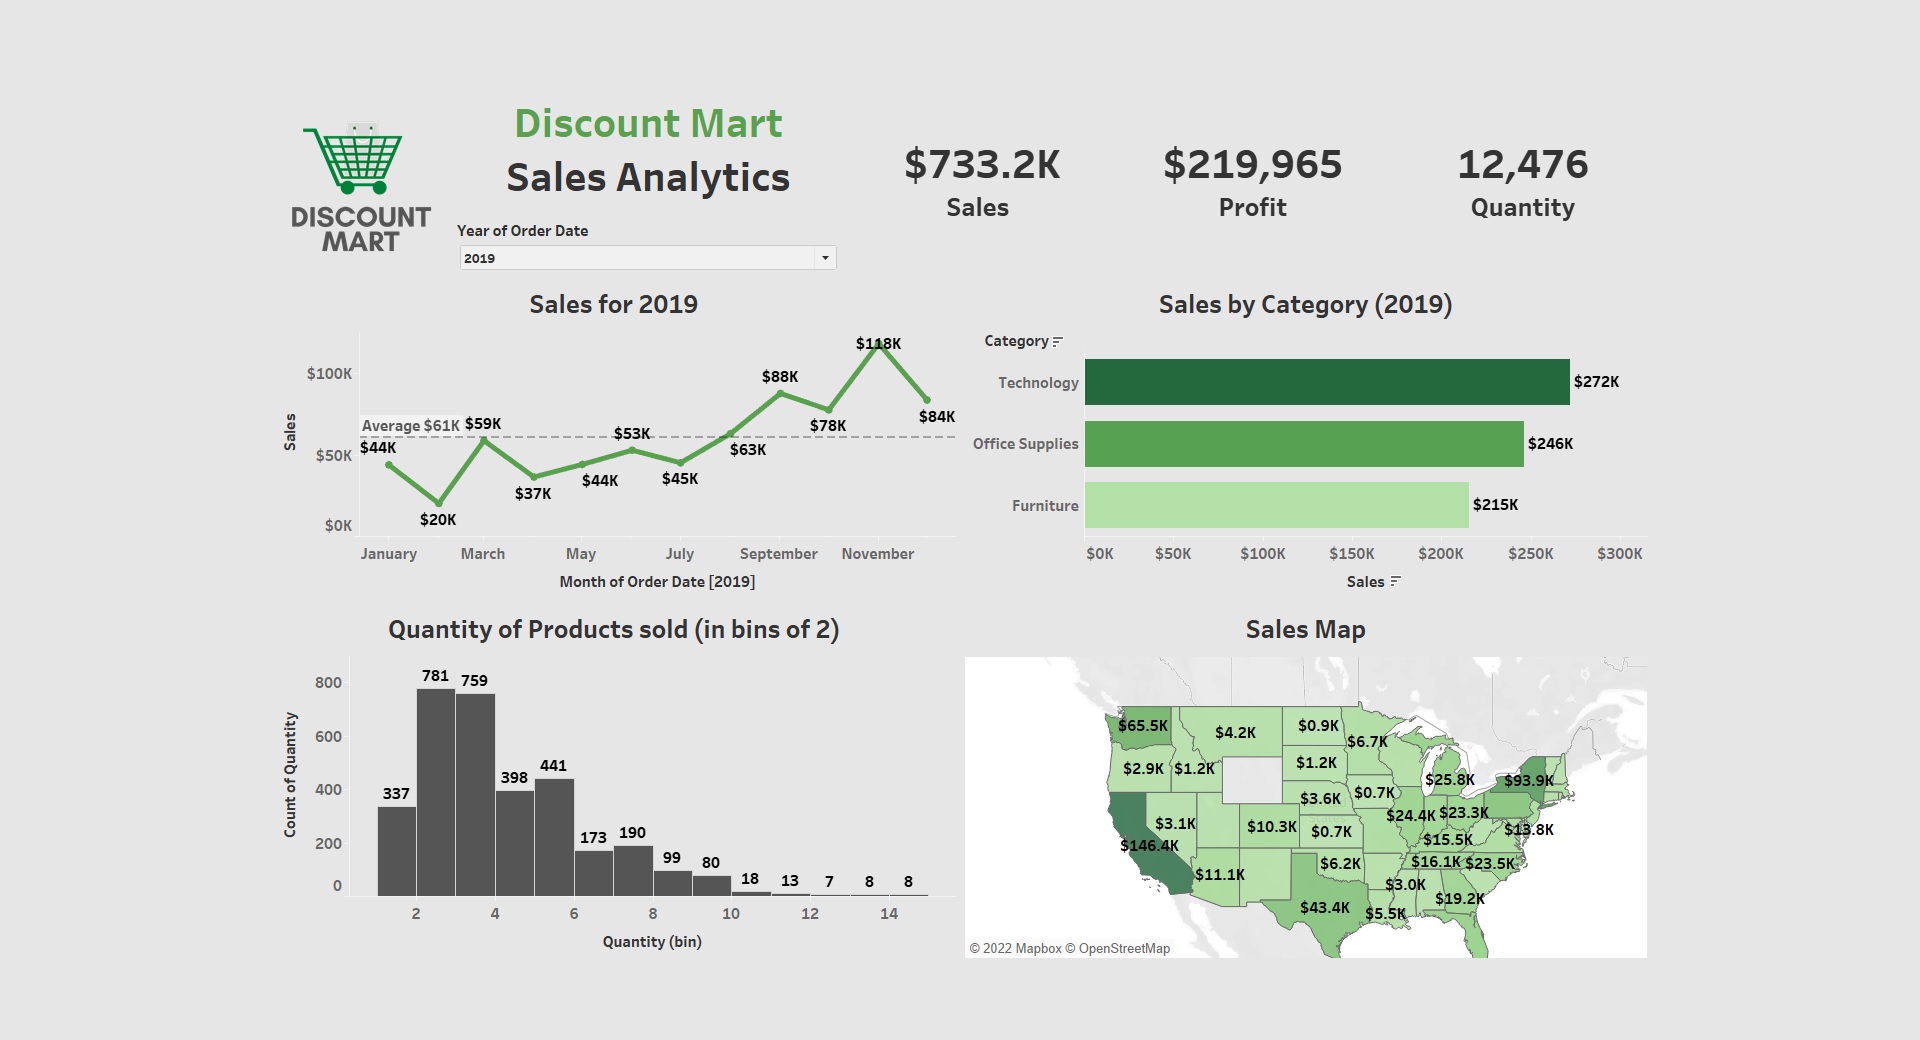 DISCOUNT
MART
Discount Mart
Sales Analytics
Year of Order Date
2019
$733.2K
Sales
$219,965
Profit
12,476
Quantity
Sales for 2019
Sales
$100K
$50K
$0K
Average $61K
$44K
$20K
$59K
$37K
$44K
$53K
$45K
$63K
$88K
$78K
$118K
$84K
January March May July September November
Month of Order Date [2019]
Sales by Category (2019)
Category
Technology $272K
Office Supplies $246K
Furniture $215K
$0K $50K $100K $150K $200K $250K $300K
Sales
Quantity of Products sold (in bins of 2)
Count of Quantity
800
600
400
200
0
337 781 759 398 441 173 190 99 80 18 13 7 8 8
2 4 6 8 10 12 14
Quantity (bin)
Sales Map
$65.5K $4.2K $0.9K $6.7K
$2.9K $1.2K $1.2K $25.8K $93.9K
$3.6K $0.7K
$3.1K $10.3K $0.7K $24.4K $23.3K $13.8K
$146.4K $15.5K
$11.1K $6.2K $16.1K $23.5K
$3.0K $19.2K
$43.4K $5.5K
© 2022 Mapbox © OpenStreetMap